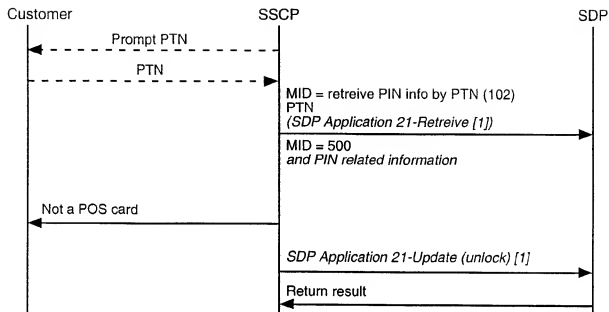 Customer SSCP SDP
Prompt PTN
PTN
MID = retreive PIN info by PTN (102)
PTN
(SDP Application 21-Retreive [1])
MID = 500
and PIN related information
Not a POS card
SDP Application 21-Update (unlock) [1]
Return result